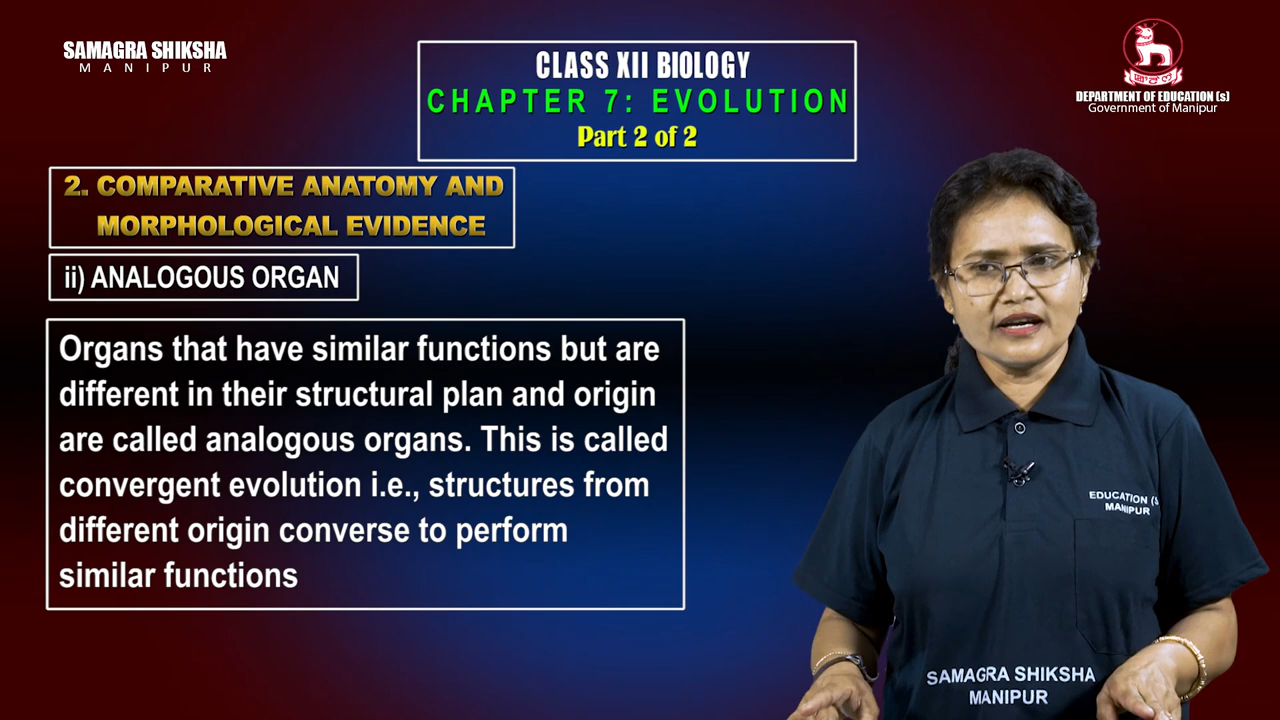 SAMAGRA SHIKSHA
MANIPUR
CLASS XII BIOLOGY
CHAPTER 7: EVOLUTION
Part 2 of 2
DEPARTMENT OF EDUCATION (s)
Government of Manipur
2. COMPARATIVE ANATOMY AND
MORPHOLOGICAL EVIDENCE
ii) ANALOGOUS ORGAN
Organs that have similar functions but are
different in their structural plan and origin
are called analogous organs. This is called
convergent evolution i.e., structures from
different origin converse to perform
similar functions
EDUCATION (S
MANIPUR
SAMAGRA SHIKSHA
MANIPUR